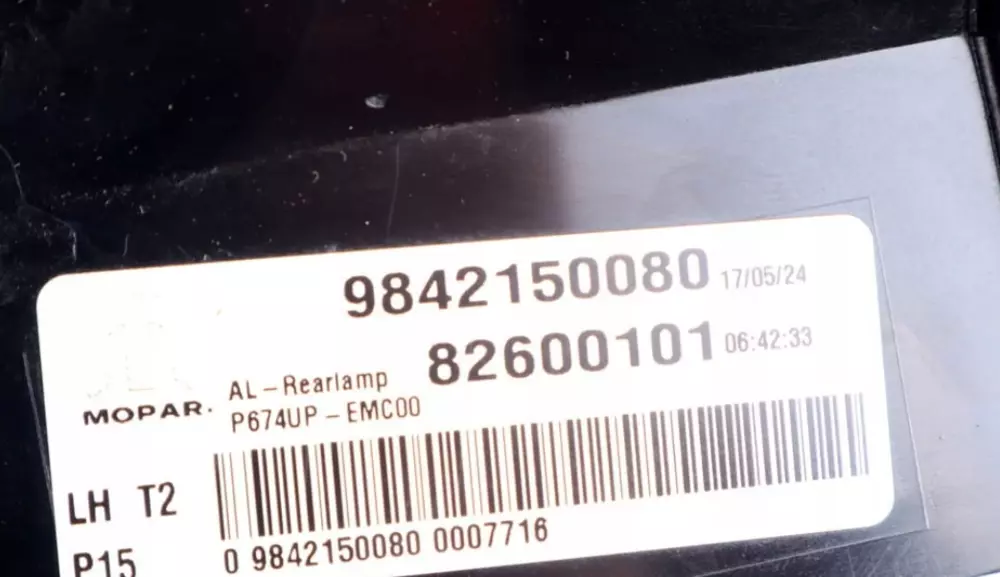 9842150080 17/05/24
82600101 06:42:33
AL-Rearlamp
MOPAR. P674UP-EMC00
LH T2
P15
0 9842150080 0007716